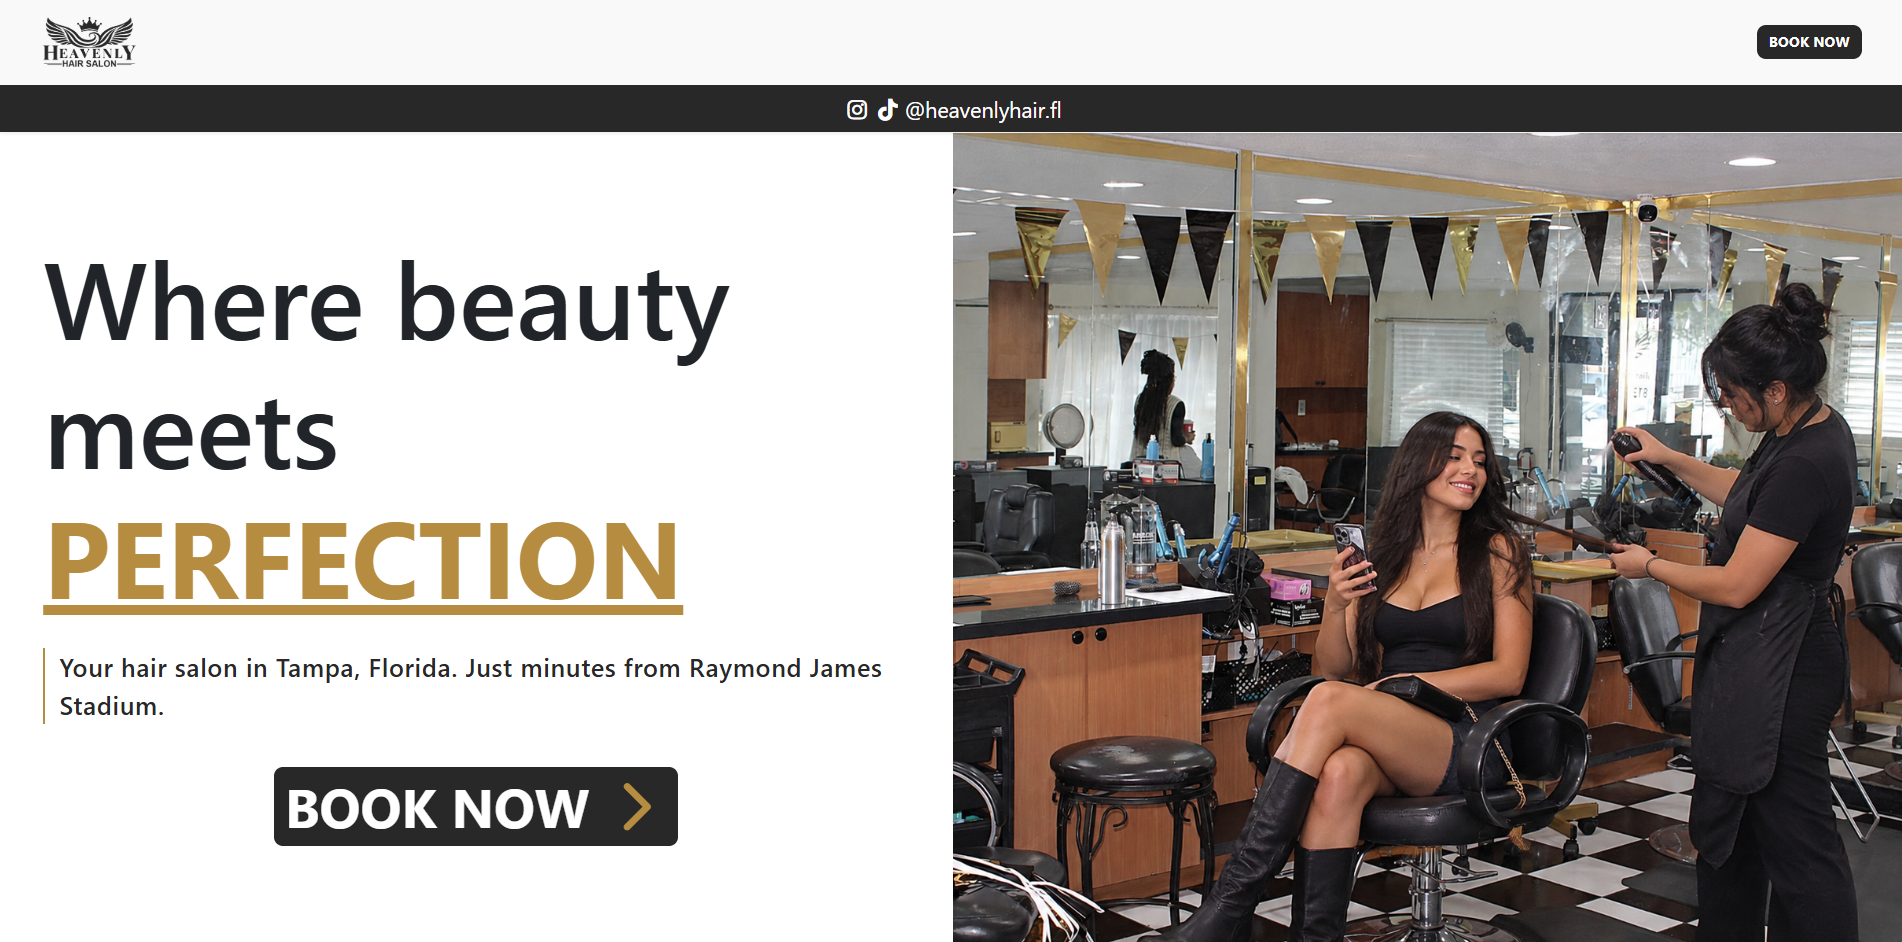 HEAVENLY
HAIR SALON
BOOK NOW
@heavenlyhair.fl
Where beauty
meets
PERFECTION
Your hair salon in Tampa, Florida. Just minutes from Raymond James
Stadium.
BOOK NOW